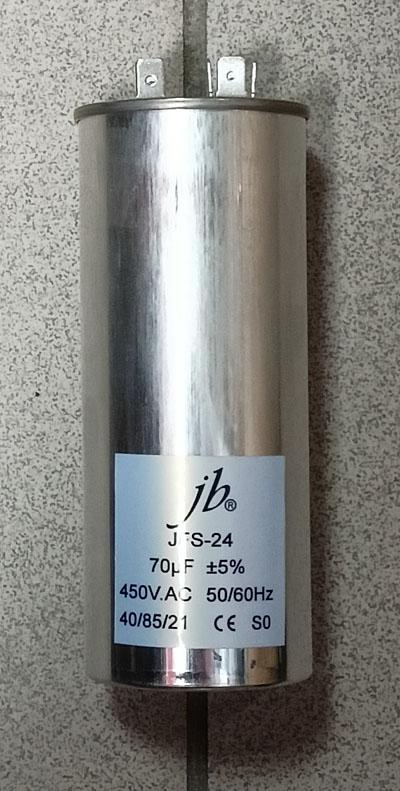 jb®
JFS-24
70µF ±5%
450V.AC 50/60Hz
40/85/21 CE S0